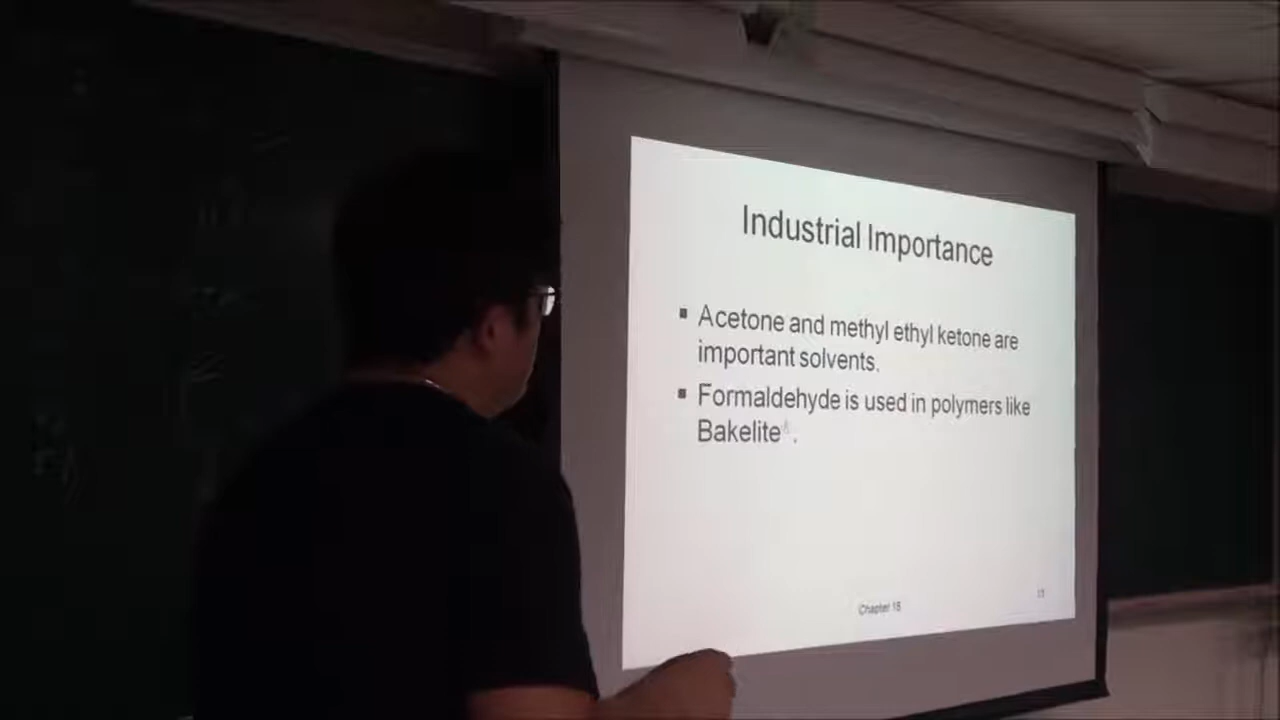 Industrial Importance
▪ Acetone and methyl ethyl ketone are
important solvents.
▪ Formaldehyde is used in polymers like
Bakelite®.
Chapter 18